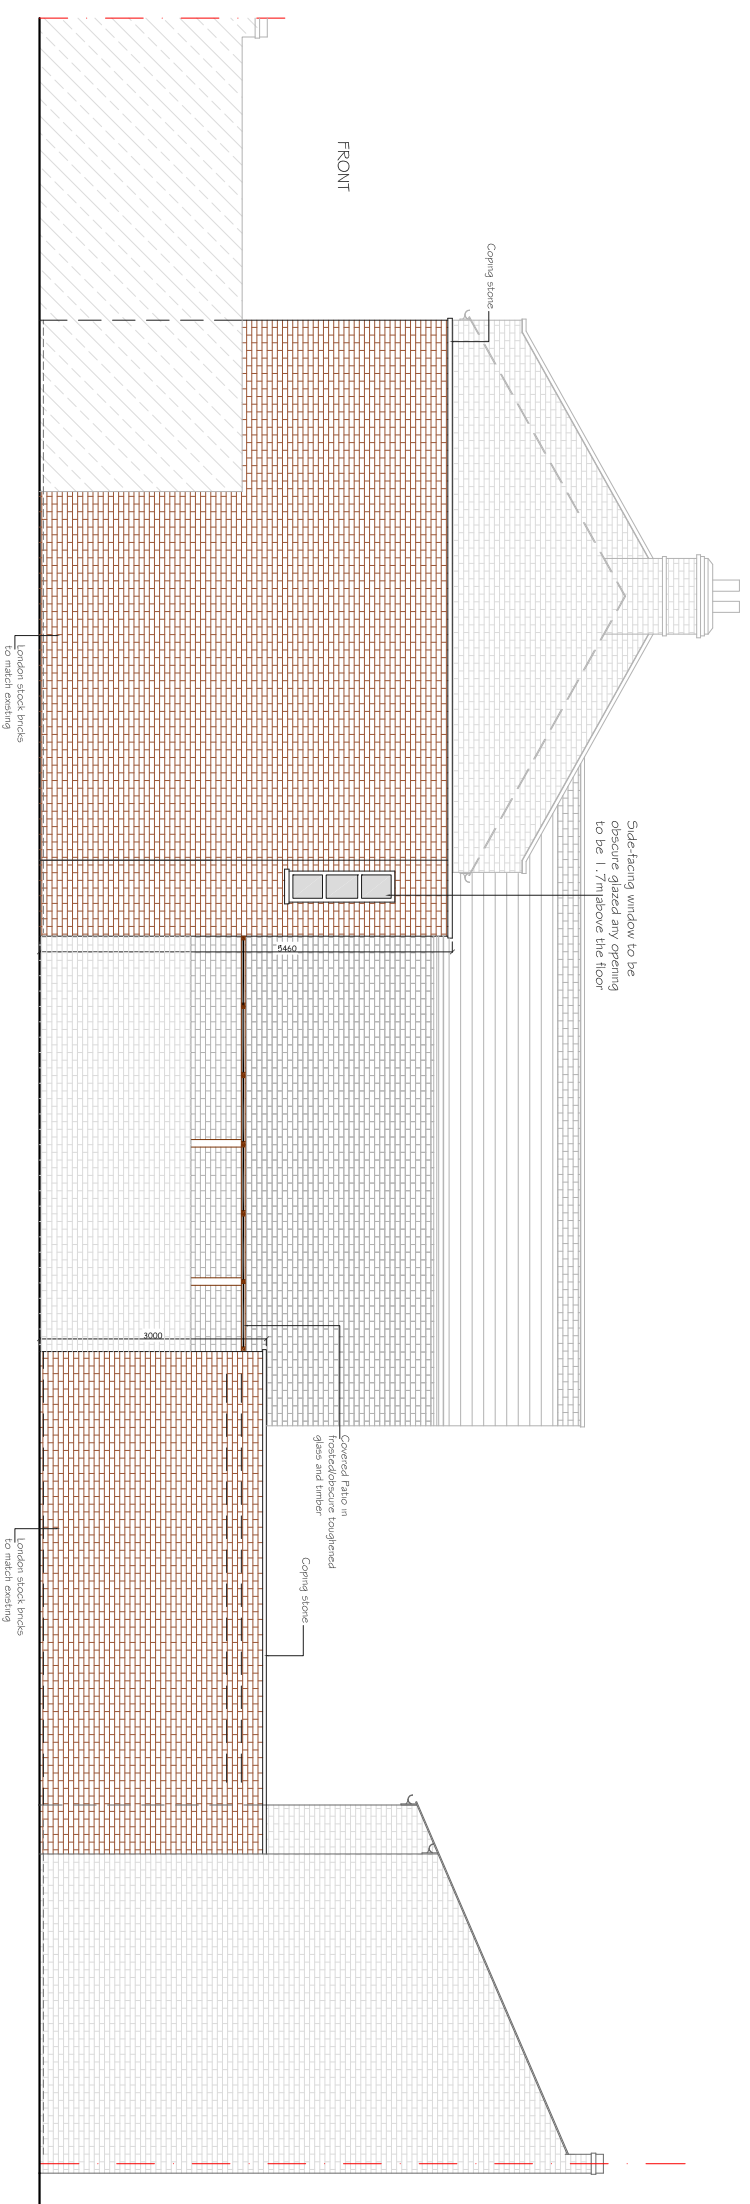 FRONT
Coping stone
London stock bricks
to match existing
Side-facing window to be
obscure glazed any opening
to be 1.7m above the floor
5460
3000
Covered Patio in
frosted/obscure toughened
glass and timber
Coping stone
London stock bricks
to match existing